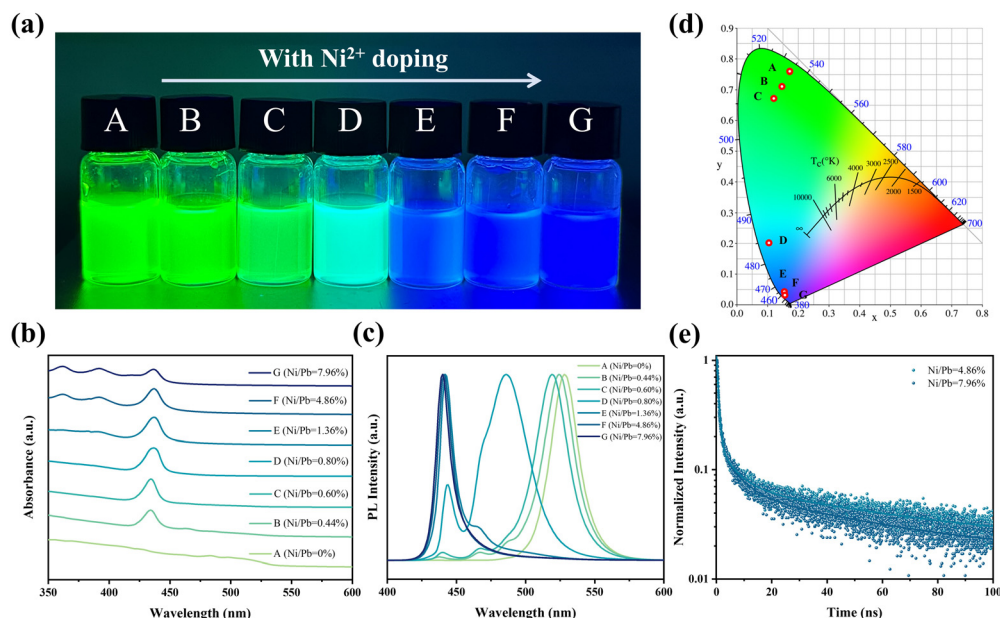 (a)
With Ni²⁺ doping
A B C D E F G
(d)
0.9
0.8
0.7
0.6
0.5
0.4
0.3
0.2
0.1
0.0
y
0.0 0.1 0.2 0.3 0.4 0.5 0.6 0.7 0.8
x
520
540
560
580
600
620
700
500
490
480
470
460
380
A
B
C
D
E
F
G
Tc(°K)
10000
6000
4000
3000
2500
2000
1500
∞
(b)
Absorbance (a.u.)
G (Ni/Pb=7.96%)
F (Ni/Pb=4.86%)
E (Ni/Pb=1.36%)
D (Ni/Pb=0.80%)
C (Ni/Pb=0.60%)
B (Ni/Pb=0.44%)
A (Ni/Pb=0%)
350 400 450 500 550 600
Wavelength (nm)
(c)
PL Intensity (a.u.)
A (Ni/Pb=0%)
B (Ni/Pb=0.44%)
C (Ni/Pb=0.60%)
D (Ni/Pb=0.80%)
E (Ni/Pb=1.36%)
F (Ni/Pb=4.86%)
G (Ni/Pb=7.96%)
400 450 500 550 600
Wavelength (nm)
(e)
Normalized Intensity (a.u.)
1
0.1
0.01
Ni/Pb=4.86%
Ni/Pb=7.96%
0 20 40 60 80 100
Time (ns)